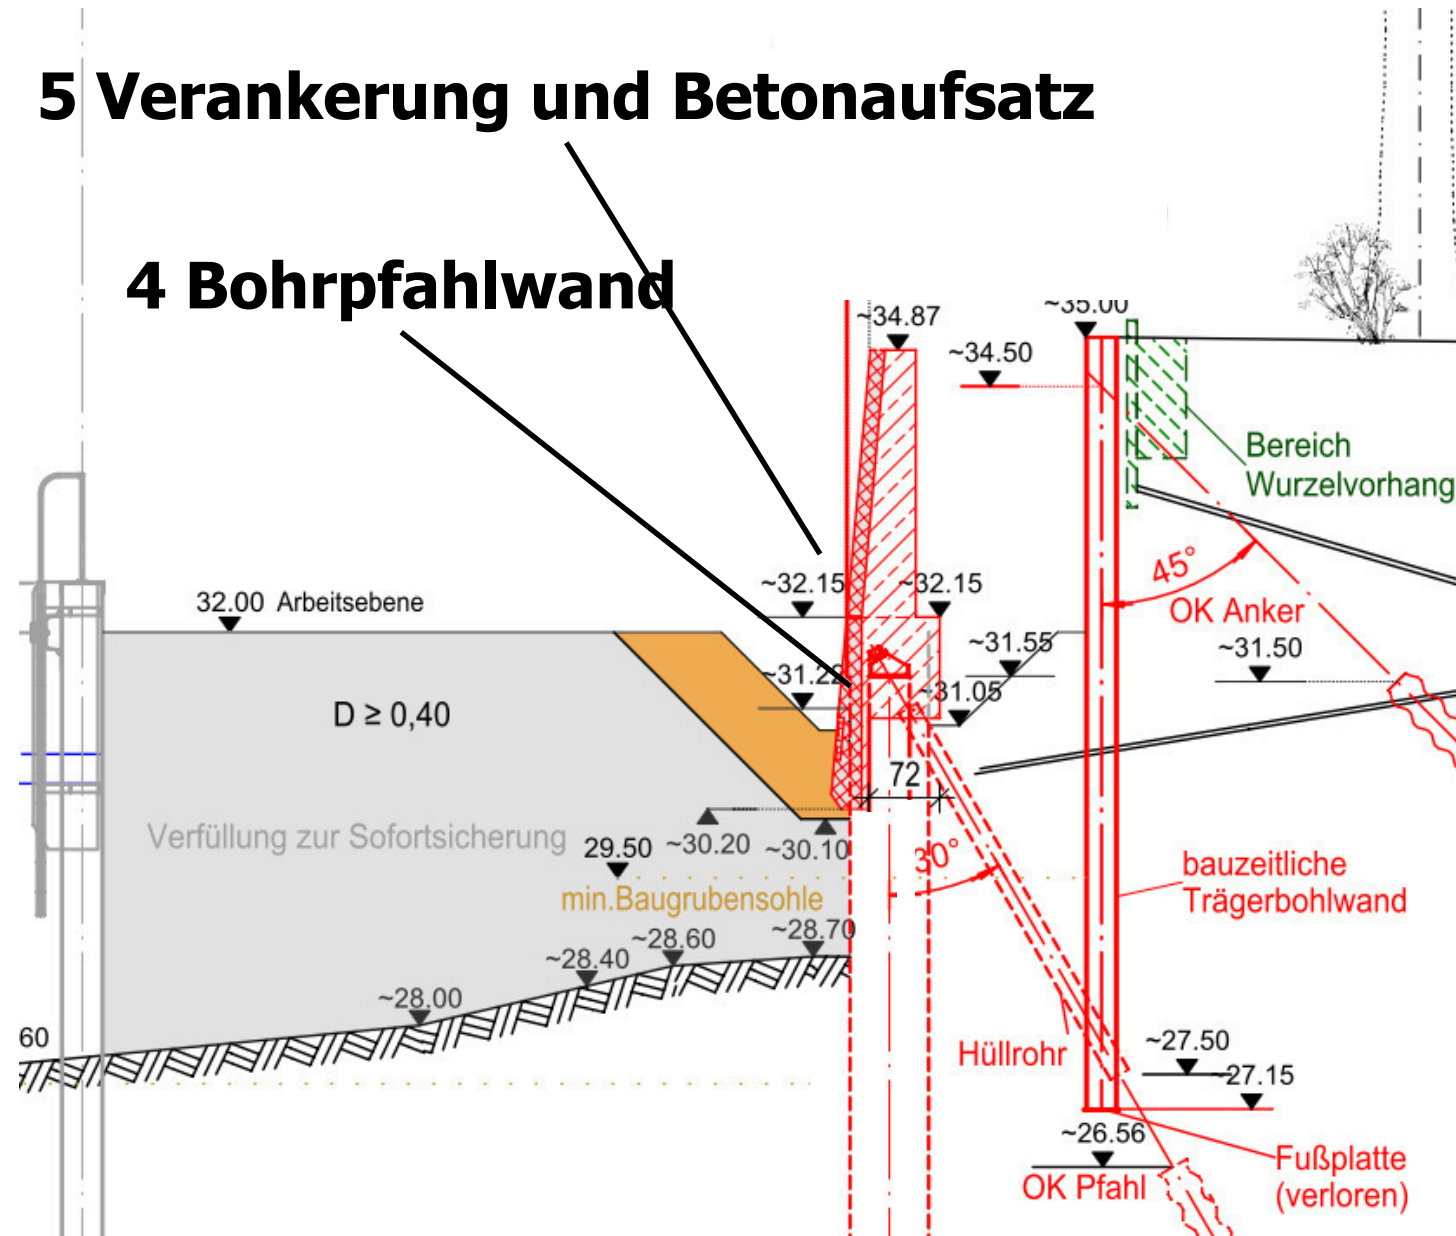 5 Verankerung und Betonaufsatz
4 Bohrpfahlwand
~34.87
~35.00
~34.50
Bereich
Wurzelvorhang
45°
OK Anker
~32.15
~32.15
32.00 Arbeitsebene
~31.55
~31.50
~31.22
~31.05
D ≥ 0,40
72
Verfüllung zur Sofortsicherung
29.50
~30.20
~30.10
30°
bauzeitliche
Trägerbohlwand
min.Baugrubensohle
~28.70
~28.60
~28.40
~28.00
60
Hüllrohr
~27.50
~27.15
~26.56
OK Pfahl
Fußplatte
(verloren)